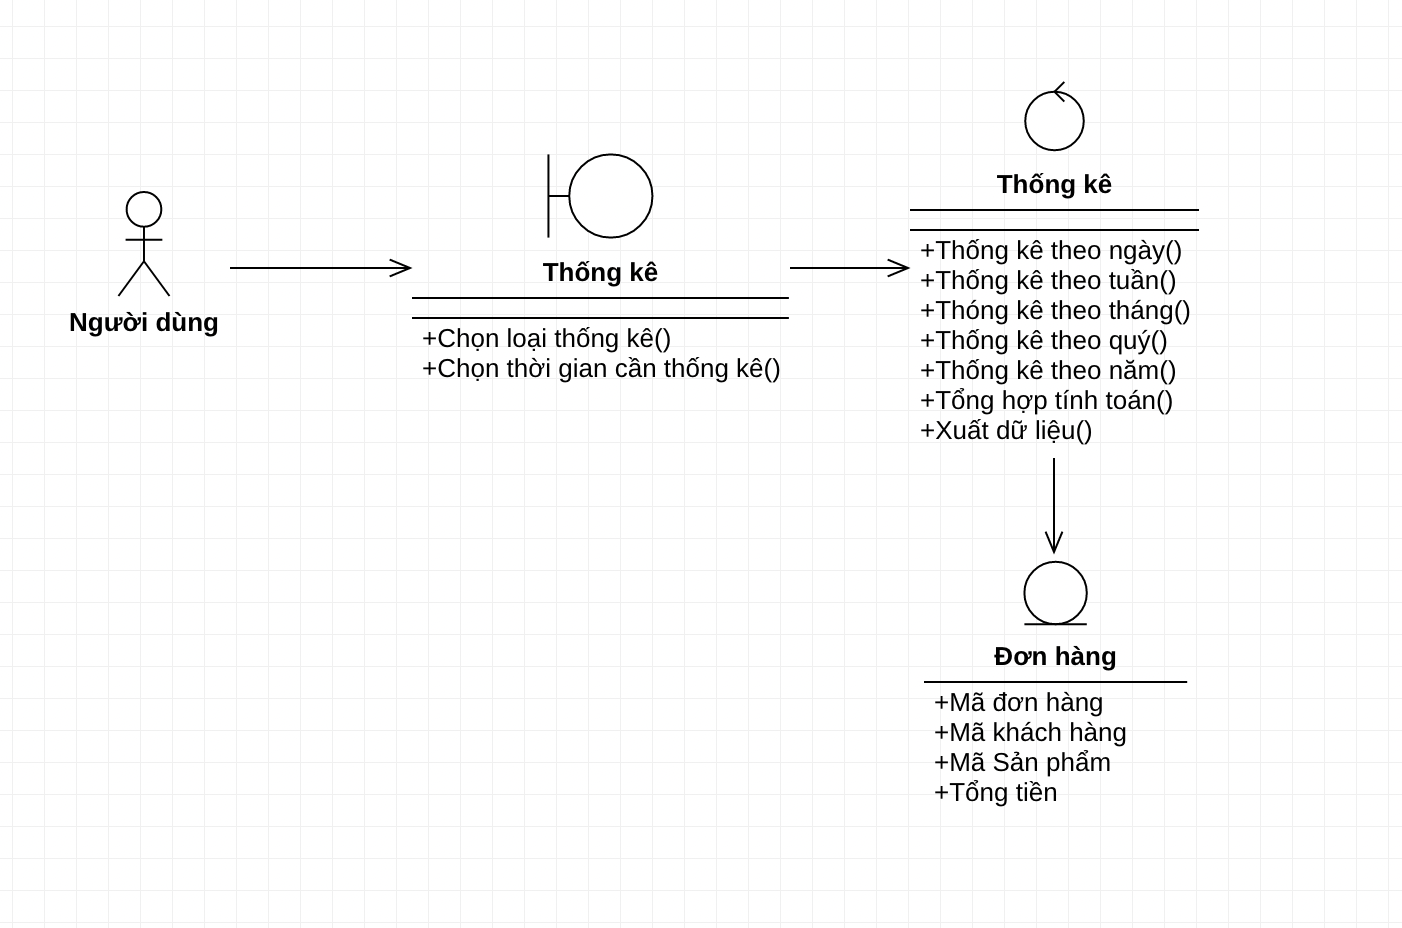 Người dùng
Thống kê
+Chọn loại thống kê()
+Chọn thời gian cần thống kê()
Thống kê
+Thống kê theo ngày()
+Thống kê theo tuần()
+Thóng kê theo tháng()
+Thống kê theo quý()
+Thống kê theo năm()
+Tổng hợp tính toán()
+Xuất dữ liệu()
Đơn hàng
+Mã đơn hàng
+Mã khách hàng
+Mã Sản phẩm
+Tổng tiền